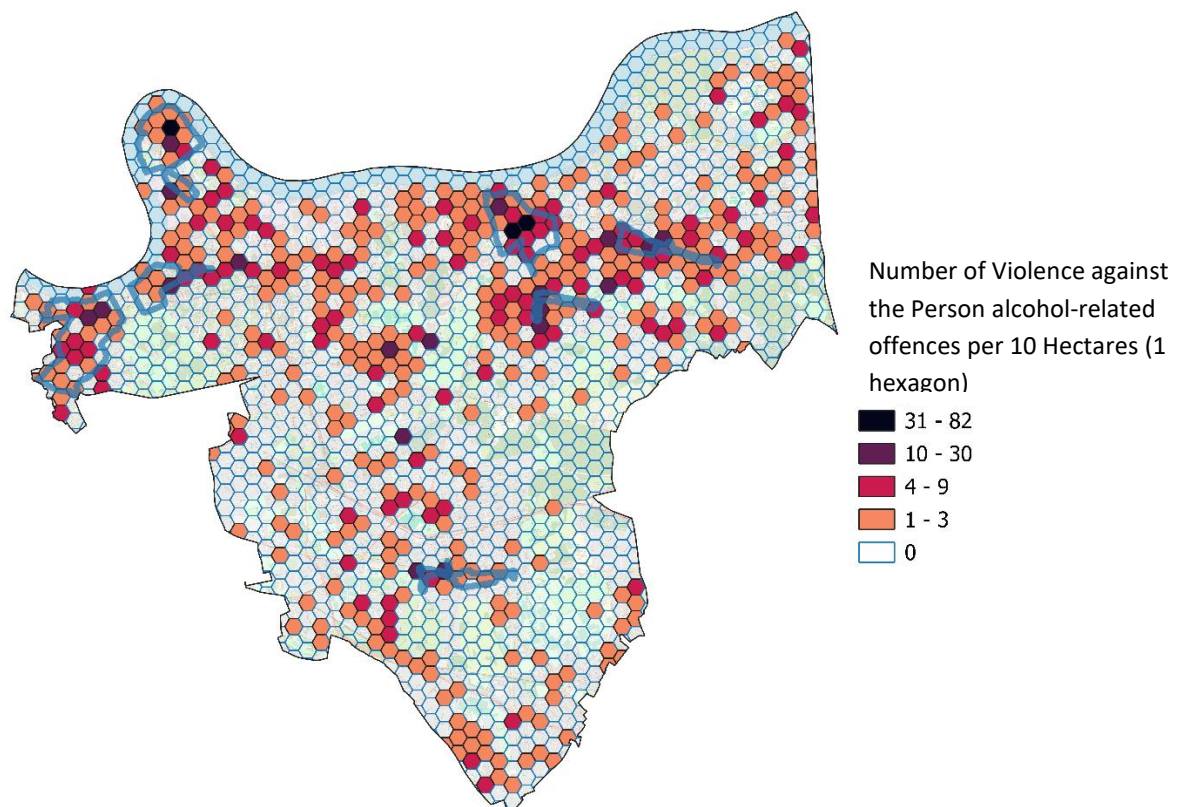 Number of Violence against
the Person alcohol-related
offences per 10 Hectares (1
hexagon)
31 - 82
10 - 30
4 - 9
1 - 3
0